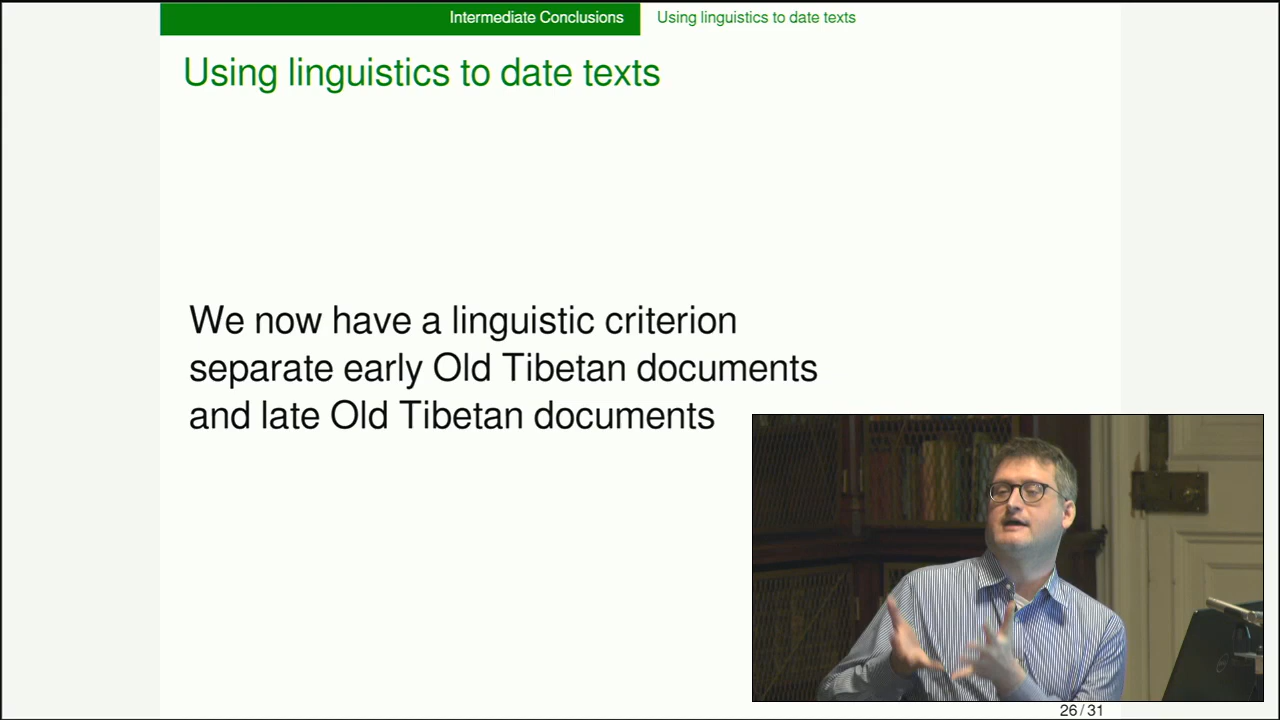 Intermediate Conclusions
Using linguistics to date texts
Using linguistics to date texts
We now have a linguistic criterion
separate early Old Tibetan documents
and late Old Tibetan documents
26 / 31